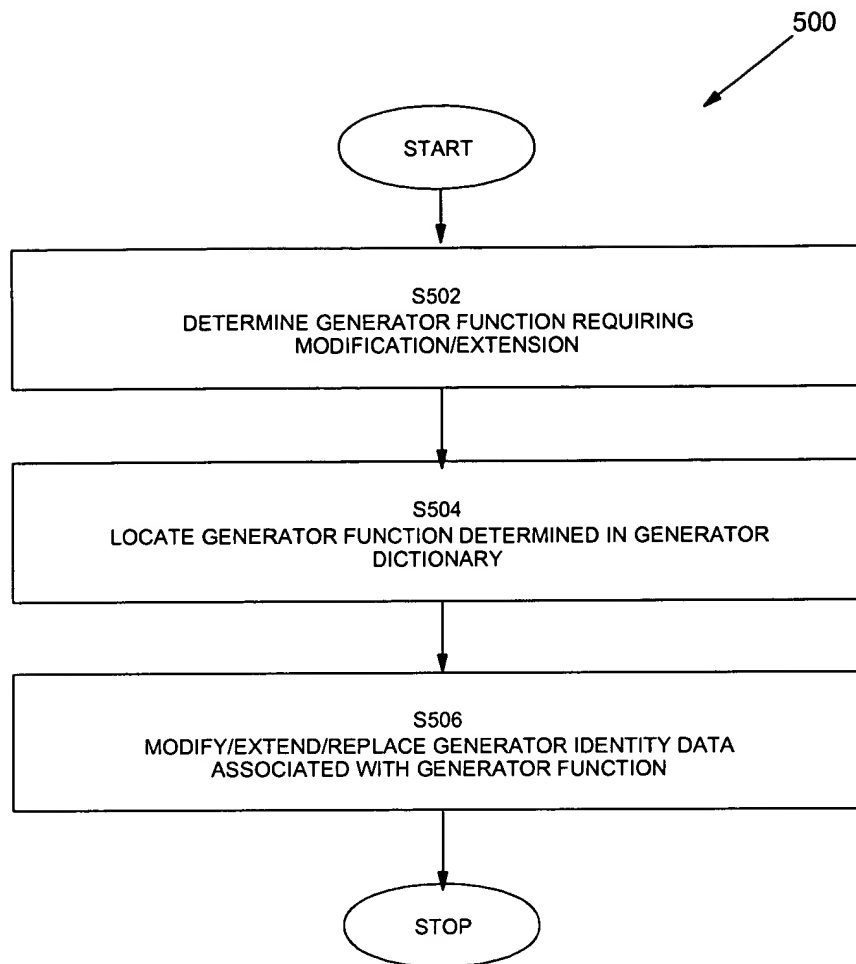 500
START
S502
DETERMINE GENERATOR FUNCTION REQUIRING
MODIFICATION/EXTENSION
S504
LOCATE GENERATOR FUNCTION DETERMINED IN GENERATOR
DICTIONARY
S506
MODIFY/EXTEND/REPLACE GENERATOR IDENTITY DATA
ASSOCIATED WITH GENERATOR FUNCTION
STOP